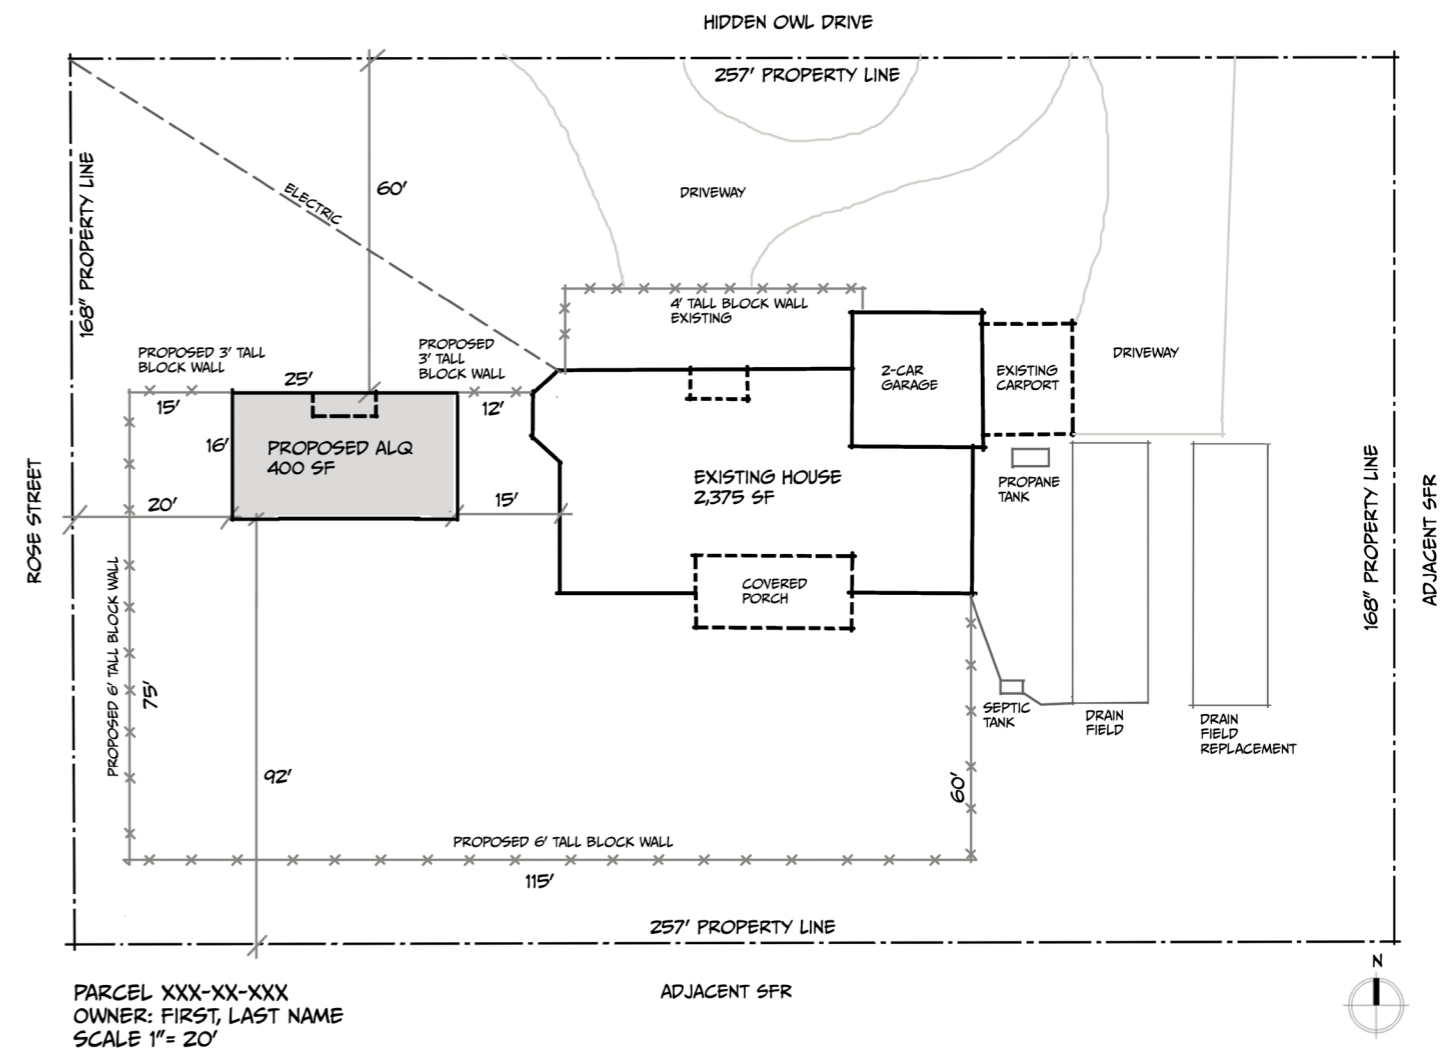 HIDDEN OWL DRIVE
257' PROPERTY LINE
168" PROPERTY LINE
ELECTRIC
60'
DRIVEWAY
4' TALL BLOCK WALL
EXISTING
PROPOSED 3' TALL
BLOCK WALL
PROPOSED
3' TALL
BLOCK WALL
25'
15'
12'
16'
PROPOSED ALQ
400 SF
2-CAR
GARAGE
EXISTING
CARPORT
DRIVEWAY
ROSE STREET
20'
15'
EXISTING HOUSE
2,375 SF
PROPANE
TANK
168" PROPERTY LINE
ADJACENT SFR
COVERED
PORCH
PROPOSED 6' TALL BLOCK WALL
75'
92'
SEPTIC
TANK
DRAIN
FIELD
DRAIN
FIELD
REPLACEMENT
60'
PROPOSED 6' TALL BLOCK WALL
115'
257' PROPERTY LINE
PARCEL XXX-XX-XXX
OWNER: FIRST, LAST NAME
SCALE 1"= 20'
ADJACENT SFR
N